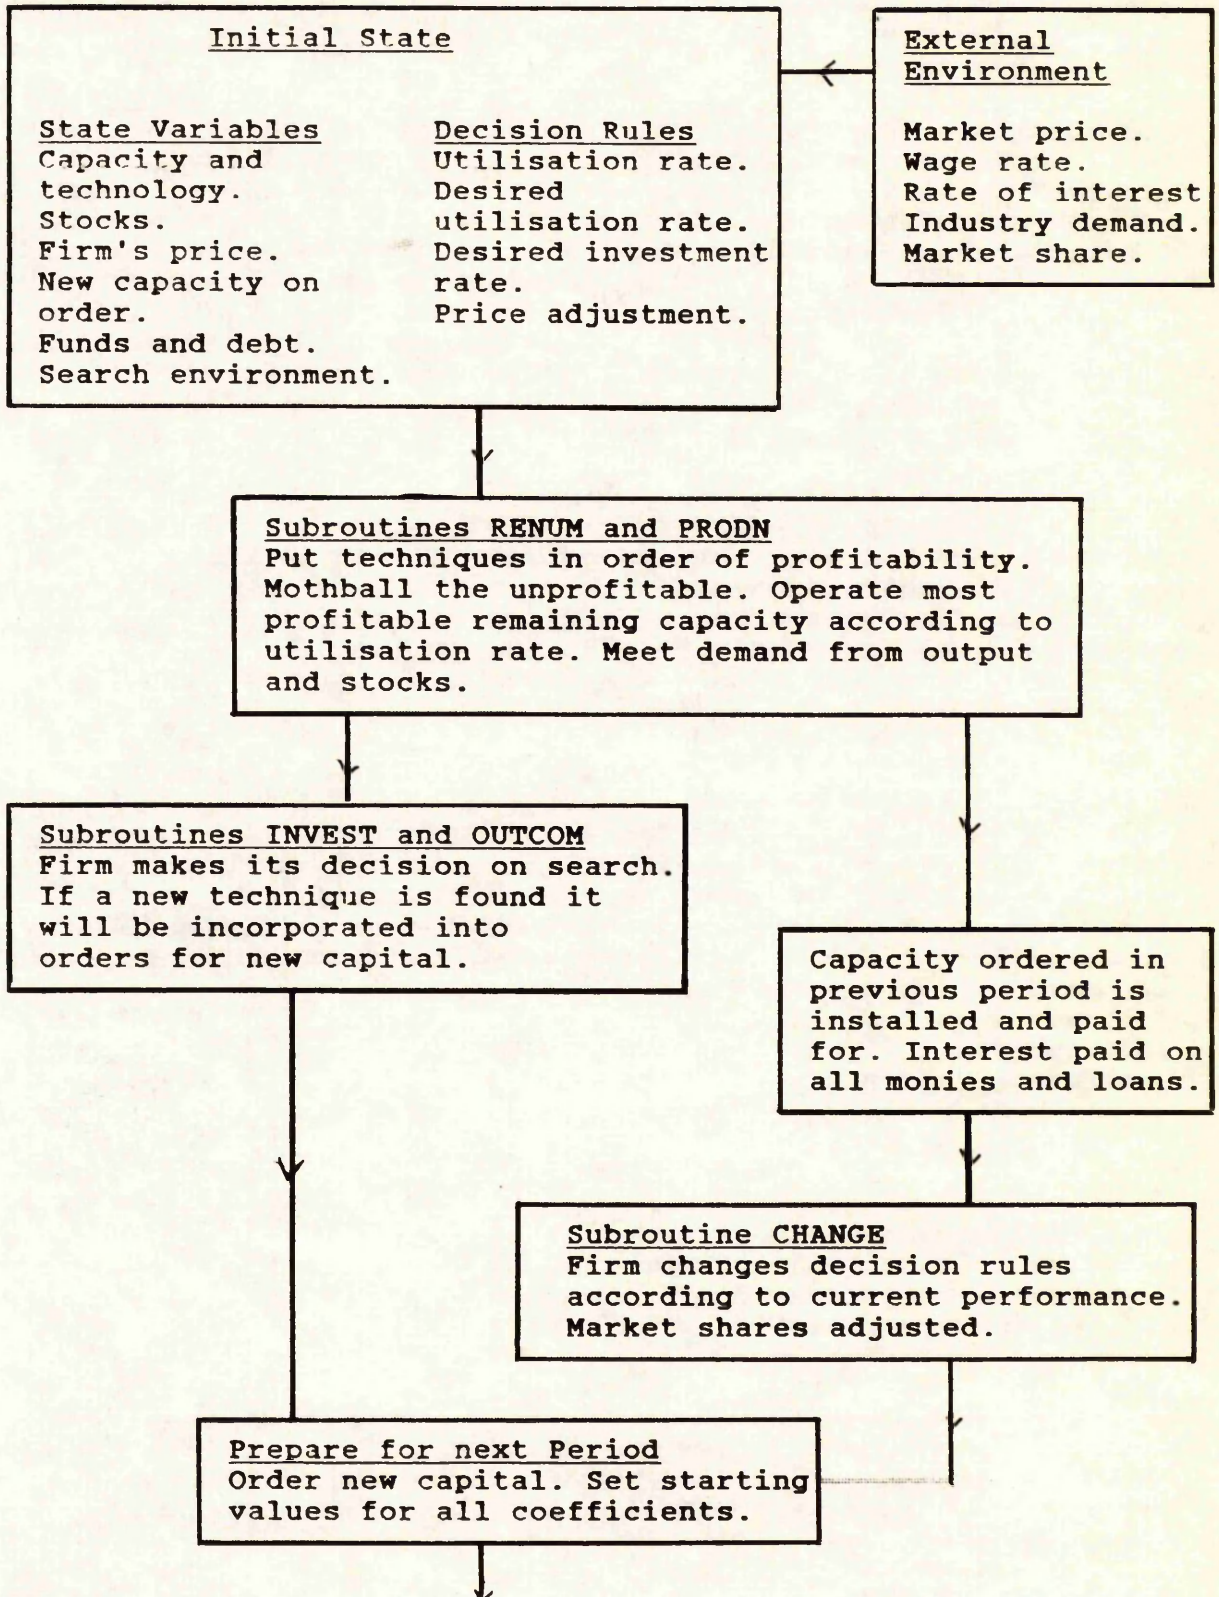 Initial State
State Variables
Capacity and
technology.
Stocks.
Firm's price.
New capacity on
order.
Funds and debt.
Search environment.
Decision Rules
Utilisation rate.
Desired
utilisation rate.
Desired investment
rate.
Price adjustment.
External
Environment
Market price.
Wage rate.
Rate of interest
Industry demand.
Market share.
Subroutines RENUM and PRODN
Put techniques in order of profitability.
Mothball the unprofitable. Operate most
profitable remaining capacity according to
utilisation rate. Meet demand from output
and stocks.
Subroutines INVEST and OUTCOM
Firm makes its decision on search.
If a new technique is found it
will be incorporated into
orders for new capital.
Capacity ordered in
previous period is
installed and paid
for. Interest paid on
all monies and loans.
Subroutine CHANGE
Firm changes decision rules
according to current performance.
Market shares adjusted.
Prepare for next Period
Order new capital. Set starting
values for all coefficients.